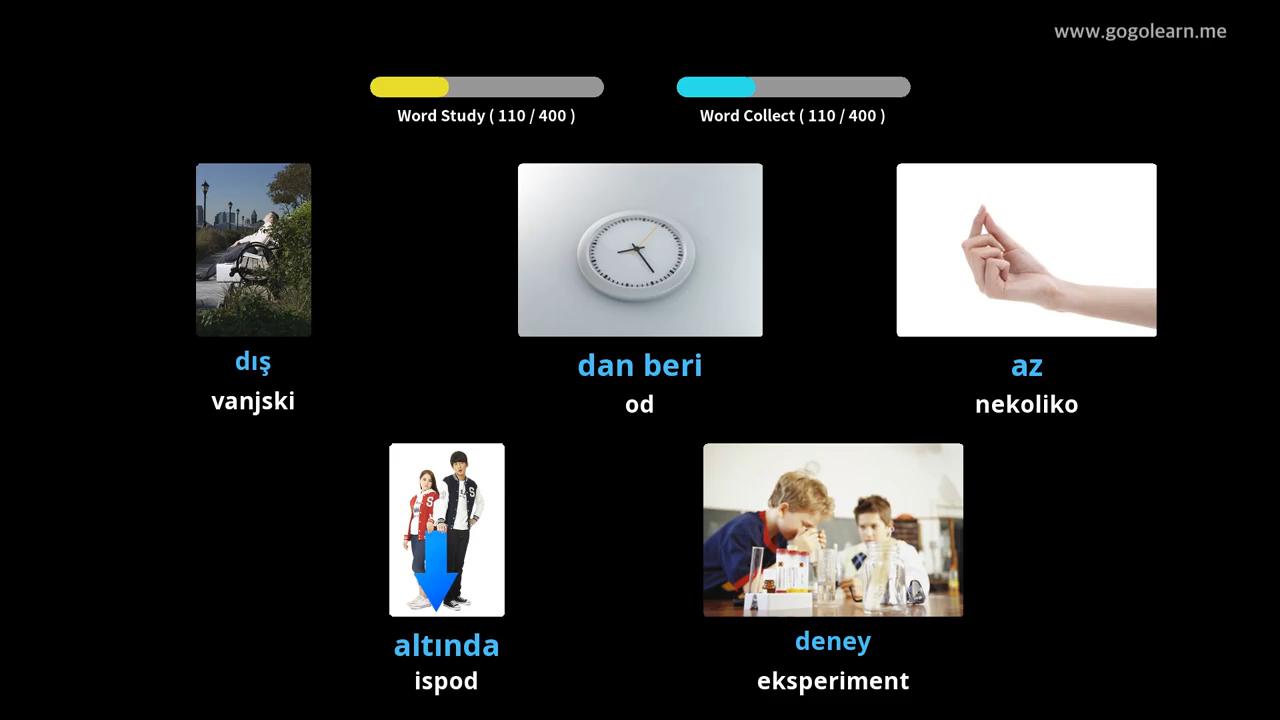 www.gogolearn.me
Word Study ( 110 / 400 )
Word Collect ( 110 / 400 )
dış
vanjski
dan beri
od
az
nekoliko
S
S
altında
ispod
deney
eksperiment